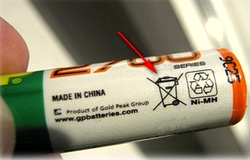 2700
SERIES
MADE IN CHINA
Product of Gold Peak Group
www.gpbatteries.com
Ni-MH